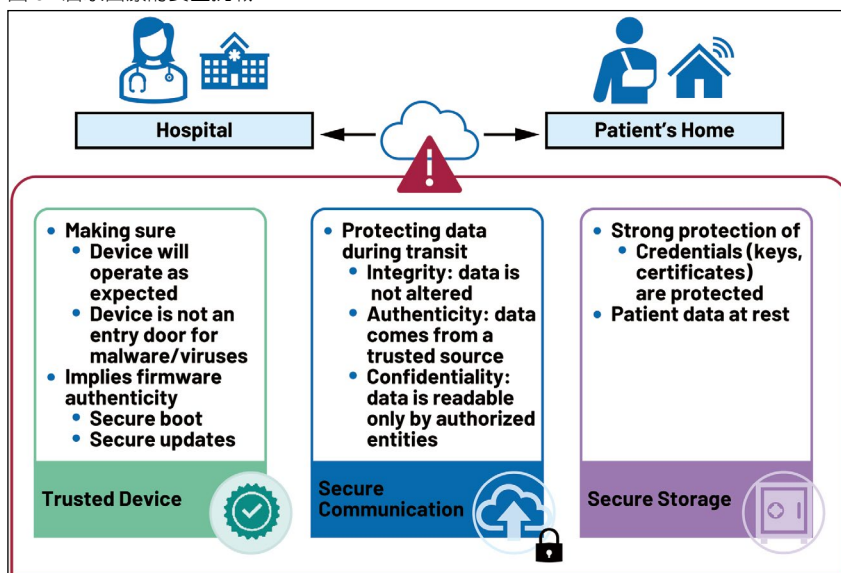 Hospital
Patient's Home
• Making sure
• Device will
operate as
expected
• Device is not an
entry door for
malware/viruses
• Implies firmware
authenticity
• Secure boot
• Secure updates
Trusted Device
• Protecting data
during transit
• Integrity: data is
not altered
• Authenticity: data
comes from a
trusted source
• Confidentiality:
data is readable
only by authorized
entities
Secure
Communication
• Strong protection of
• Credentials (keys,
certificates)
are protected
• Patient data at rest
Secure Storage